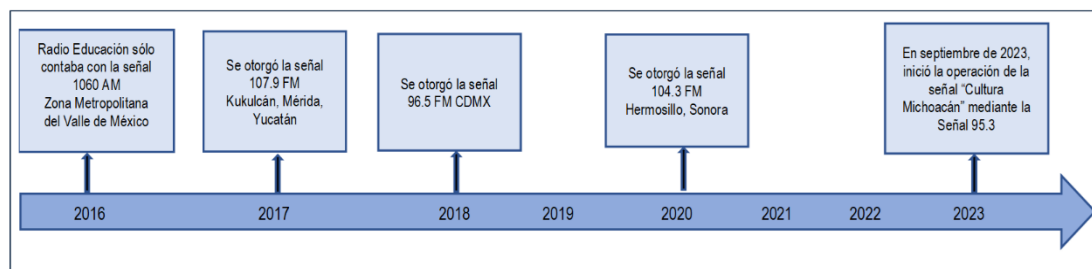 Radio Educación sólo
contaba con la señal
1060 AM
Zona Metropolitana
del Valle de México
Se otorgó la señal
107.9 FM
Kukulcán, Mérida,
Yucatán
Se otorgó la señal
96.5 FM CDMX
Se otorgó la señal
104.3 FM
Hermosillo, Sonora
En septiembre de 2023,
inició la operación de la
señal “Cultura
Michoacán” mediante la
Señal 95.3
2016
2017
2018
2019
2020
2021
2022
2023